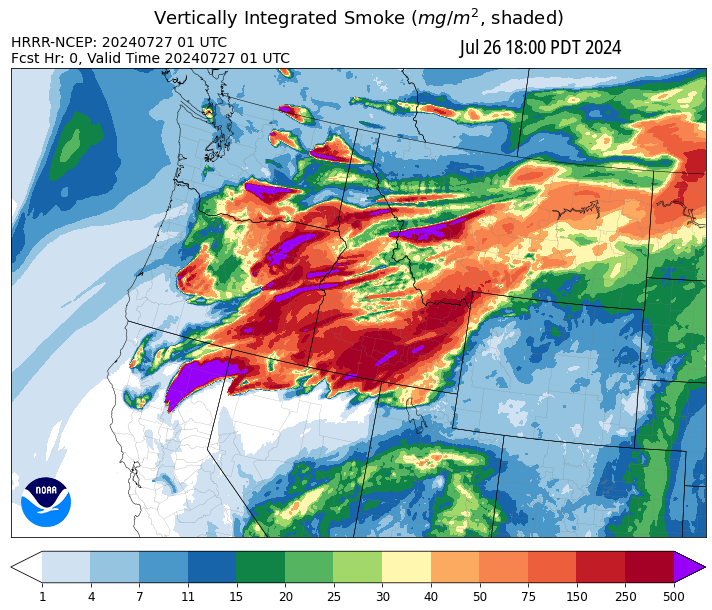 Vertically Integrated Smoke (mg/m², shaded)
HRRR-NCEP: 20240727 01 UTC
Jul 26 18:00 PDT 2024
Fcst Hr: 0, Valid Time 20240727 01 UTC
NOAA
1 4 7 11 15 20 25 30 40 50 75 150 250 500